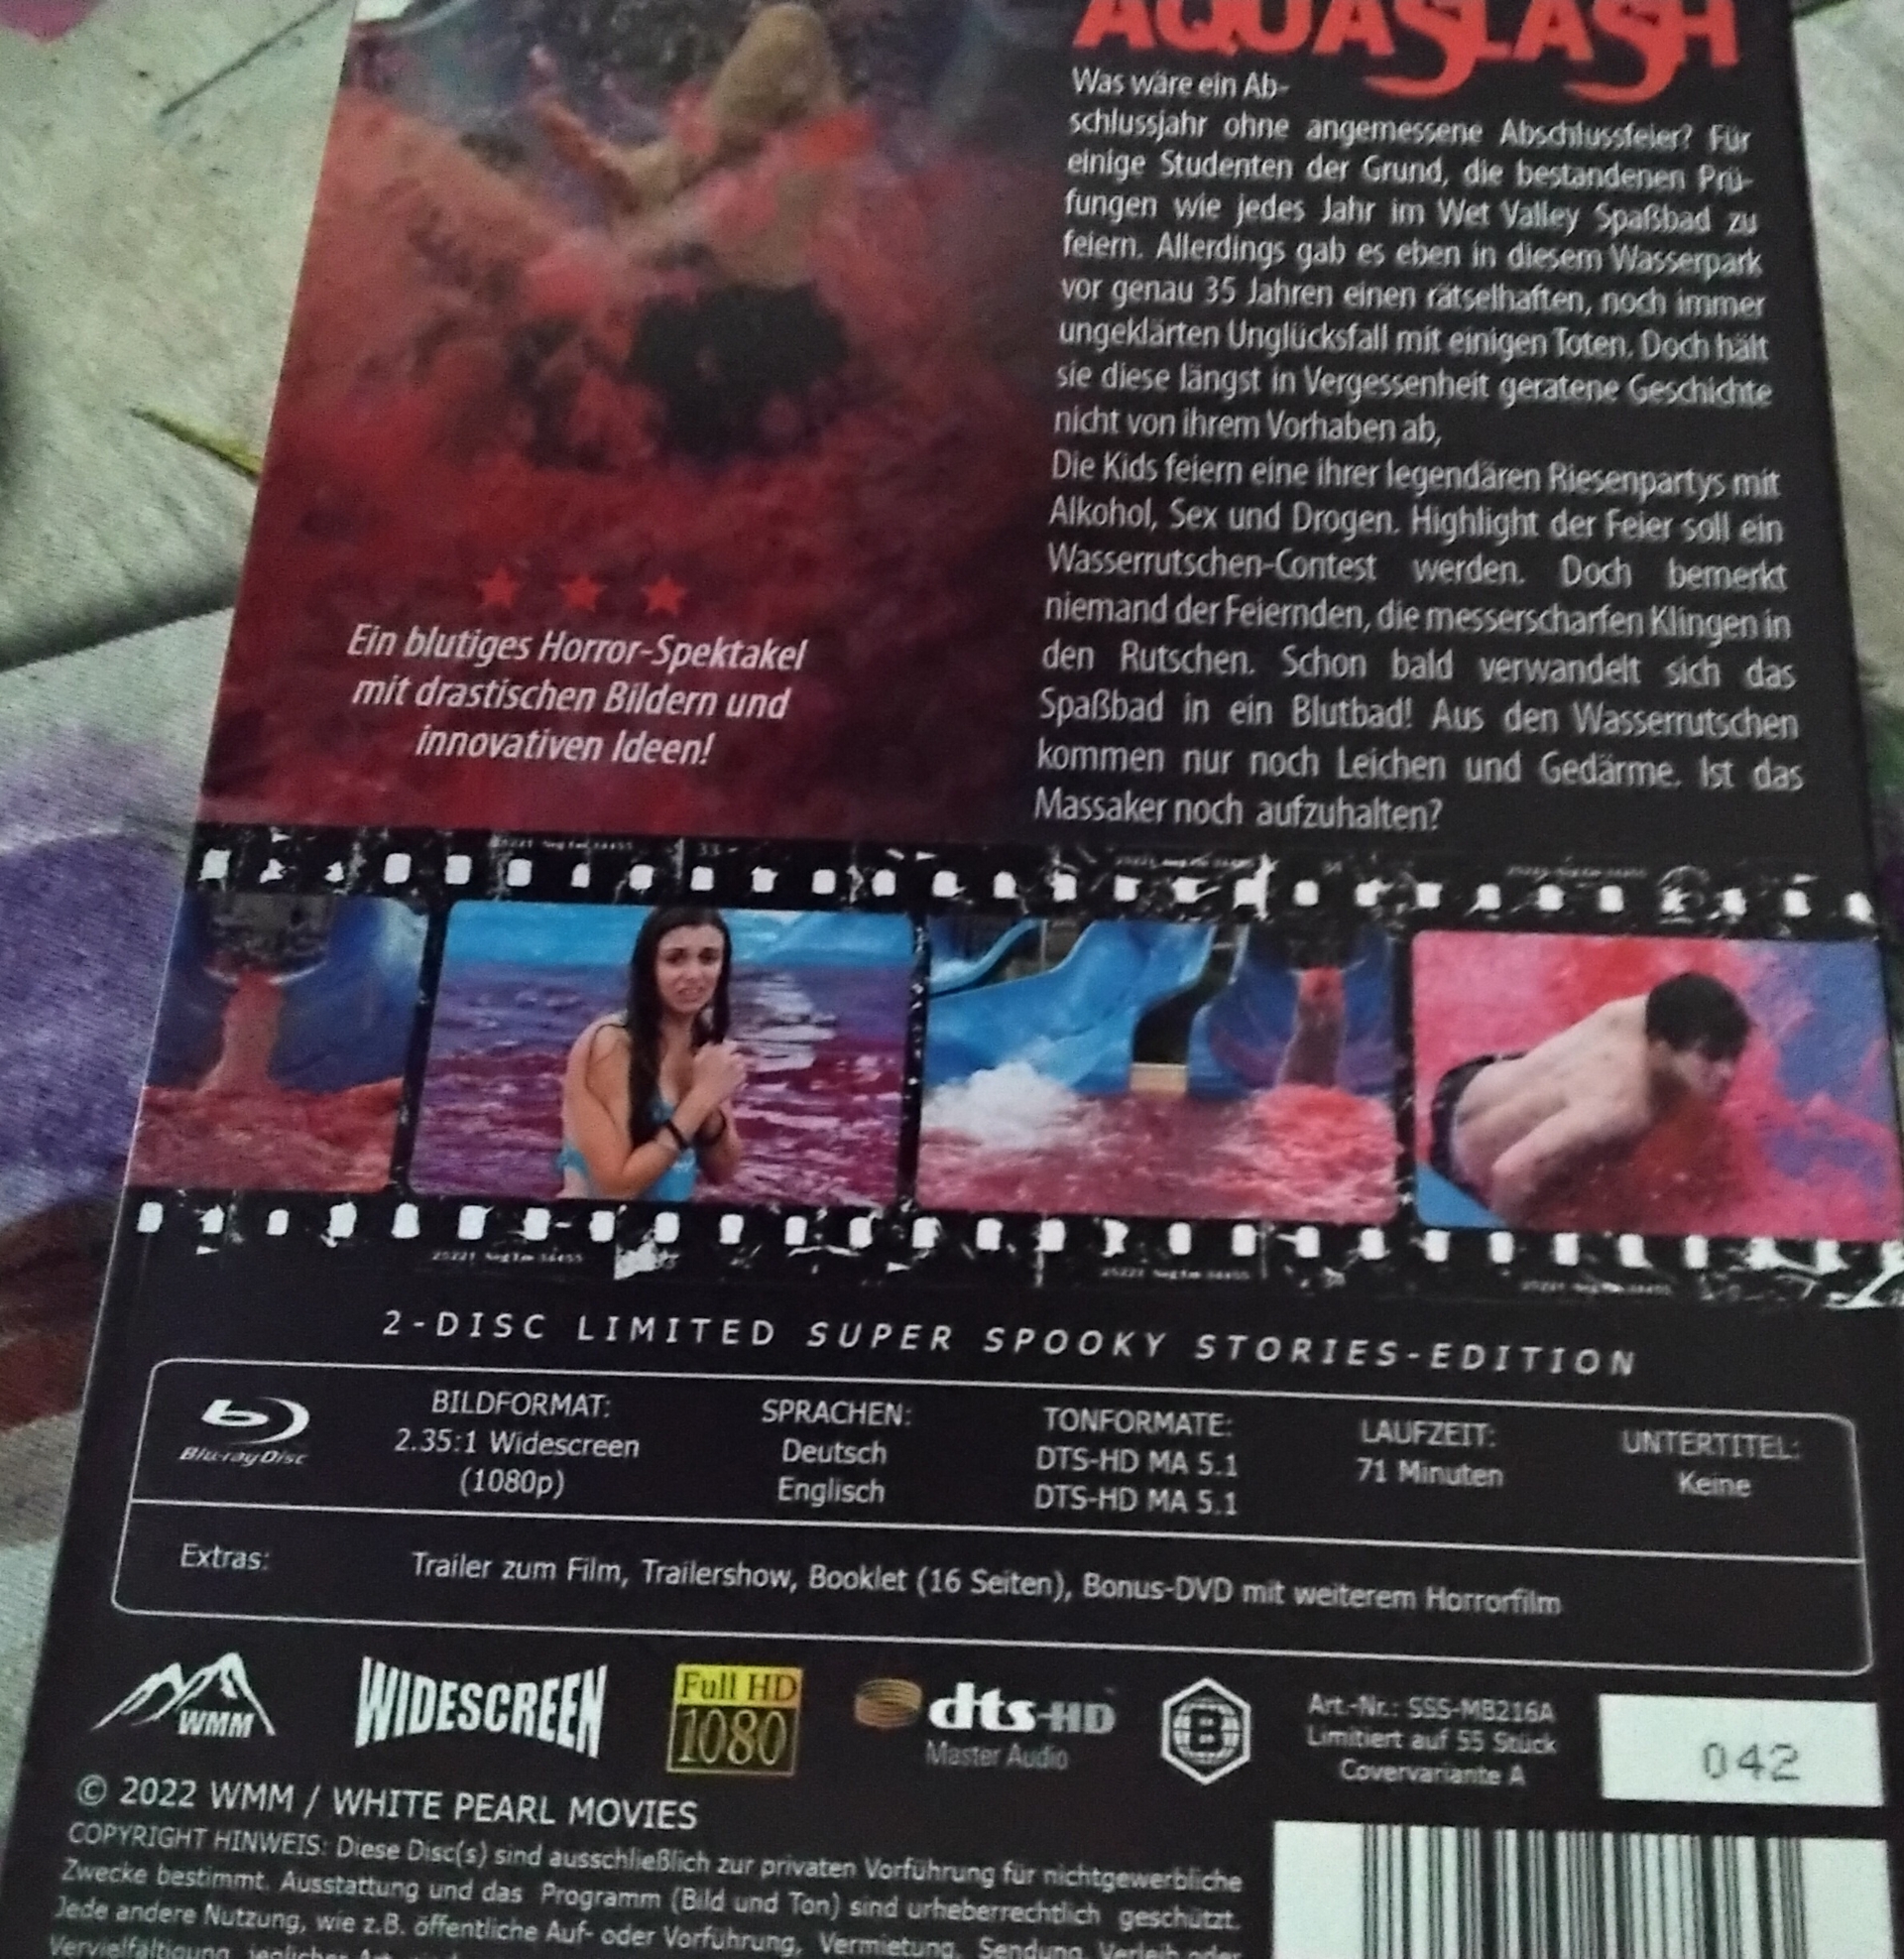 AQUASLASH
Was wäre ein Ab-
schlussjahr ohne angemessene Abschlussfeier? Für
einige Studenten der Grund, die bestandenen Prü-
fungen wie jedes Jahr im Wet Valley Spaßbad zu
feiern. Allerdings gab es eben in diesem Wasserpark
vor genau 35 Jahren einen rätselhaften, noch immer
ungeklärten Unglücksfall mit einigen Toten. Doch hält
sie diese längst in Vergessenheit geratene Geschichte
nicht von ihrem Vorhaben ab,
Die Kids feiern eine ihrer legendären Riesenpartys mit
Alkohol, Sex und Drogen. Highlight der Feier soll ein
Wasserrutschen-Contest werden. Doch bemerkt
niemand der Feiernden, die messerscharfen Klingen in
den Rutschen. Schon bald verwandelt sich das
Spaßbad in ein Blutbad! Aus den Wasserrutschen
kommen nur noch Leichen und Gedärme. Ist das
Massaker noch aufzuhalten?
Ein blutiges Horror-Spektakel
mit drastischen Bildern und
innovativen Ideen!
2-DISC LIMITED SUPER SPOOKY STORIES-EDITION
Blu-ray Disc
BILDFORMAT:
2.35:1 Widescreen
(1080p)
SPRACHEN:
Deutsch
Englisch
TONFORMATE:
DTS-HD MA 5.1
DTS-HD MA 5.1
LAUFZEIT:
71 Minuten
UNTERTITEL:
Keine
Extras:
Trailer zum Film, Trailershow, Booklet (16 Seiten), Bonus-DVD mit weiterem Horrorfilm
WMM
WIDESCREEN
Full HD
1080
dts-HD
Master Audio
B
Art.-Nr.: SSS-MB216A
Limitiert auf 55 Stück
Covervariante A
042
© 2022 WMM / WHITE PEARL MOVIES
COPYRIGHT HINWEIS: Diese Disc(s) sind ausschließlich zur privaten Vorführung für nichtgewerbliche
Zwecke bestimmt. Ausstattung und das Programm (Bild und Ton) sind urheberrechtlich geschützt.
Jede andere Nutzung, wie z.B. öffentliche Auf- oder Vorführung, Vermietung, Sendung, Verleih oder
Vervielfältigung jeglicher Art